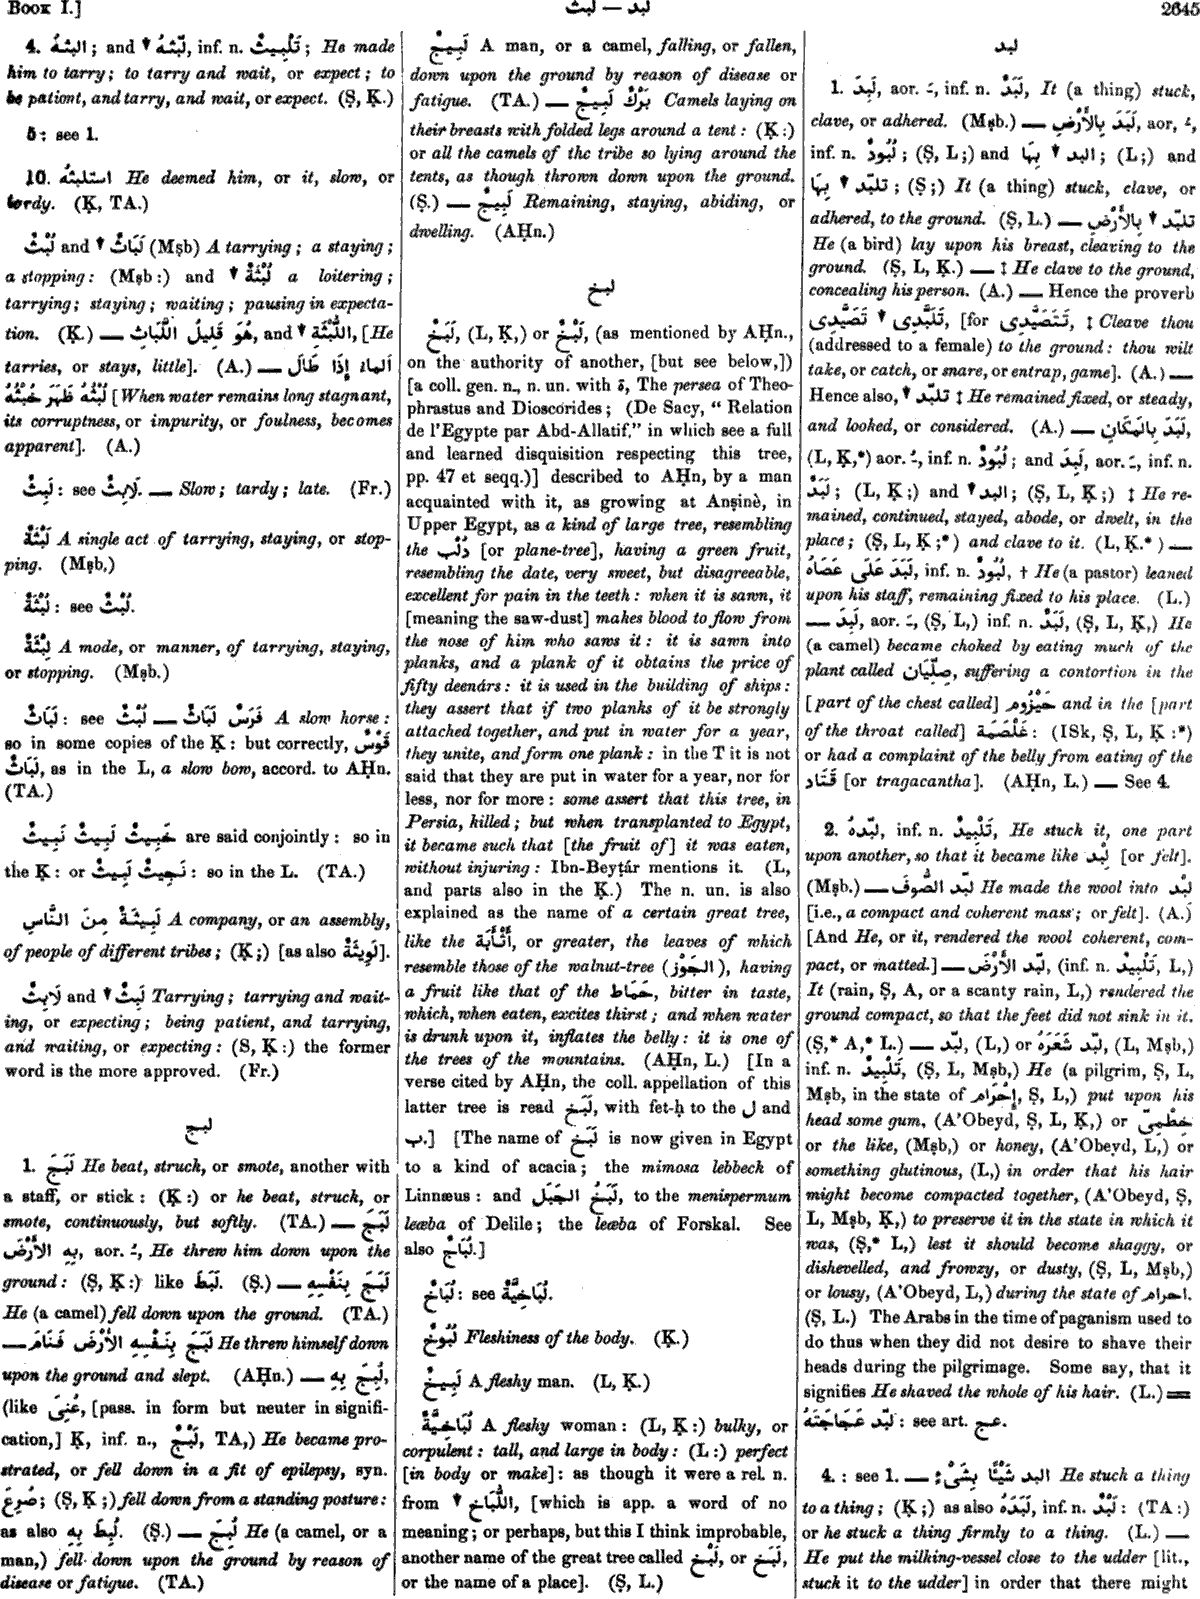 Book I.]
لبد — لبث
2645
4. البثهُ ; and ▼ لَبَّثهُ, inf. n. تَلْبِيثٌ ; He made
him to tarry; to tarry and wait, or expect; to
be patient, and tarry, and wait, or expect. (Ṣ, Ḳ.)
5: see 1.
10. استلبثهُ He deemed him, or it, slow, or
tardy. (Ḳ, TA.)
لُبْثٌ and ▼ لَبَاثٌ (Mṣb) A tarrying; a staying;
a stopping: (Mṣb:) and ▼ لُبْثَةٌ a loitering;
tarrying; staying; waiting; pausing in expecta-
tion. (Ḳ.) — هُوَ قَلِيلُ اللَّبَاثِ, and ▼ اللُّبْثَةِ, [He
tarries, or stays, little]. (A.) — الماءُ إِذَا طَالَ
لُبْثُهُ ظَهَرَ خُبْثُهُ [When water remains long stagnant,
its corruptness, or impurity, or foulness, becomes
apparent]. (A.)
لَبِثٌ: see لَابِثٌ. — Slow; tardy; late. (Fr.)
لَبْثَةٌ A single act of tarrying, staying, or stop-
ping. (Mṣb.)
لُبْثَةٌ: see لُبْثٌ.
لِبْثَةٌ A mode, or manner, of tarrying, staying,
or stopping. (Mṣb.)
لَبَاثٌ: see لُبْثٌ — فَرَسٌ لَبَاثٌ A slow horse:
so in some copies of the Ḳ: but correctly, قَوْسٌ
لَبَاثٌ, as in the L, a slow bow, accord. to AḤn.
(TA.)
خَبِيثٌ لَبِيثٌ نَبِيثٌ are said conjointly: so in
the Ḳ: or نَجِيثٌ لَبِيثٌ: so in the L. (TA.)
لَبِيثَةٌ مِنَ النَّاسِ A company, or an assembly,
of people of different tribes; (Ḳ;) [as also لَوِيثَةٌ].
لَابِثٌ and ▼ لَبِثٌ Tarrying; tarrying and wait-
ing, or expecting; being patient, and tarrying,
and waiting, or expecting: (S, Ḳ:) the former
word is the more approved. (Fr.)
لبج
1. لَبَجَ He beat, struck, or smote, another with
a staff, or stick: (Ḳ:) or he beat, struck, or
smote, continuously, but softly. (TA.) — لَبَجَ
بِهِ الأَرْضَ, aor. ـُ, He threw him down upon the
ground: (Ṣ, Ḳ:) like لَبَطَ. (Ṣ.) — لَبَجَ بِنَفْسِهِ
He (a camel) fell down upon the ground. (TA.)
— لَبَجَ بِنَفْسِهِ الأَرْضَ فَنَامَ He threw himself down
upon the ground and slept. (AḤn.) — لُبِجَ بِهِ,
(like عُنِىَ, [pass. in form but neuter in signifi-
cation,] Ḳ, inf. n., لَبْجٌ, TA,) He became pro-
strated, or fell down in a fit of epilepsy, syn.
صُرِعَ; (Ṣ, Ḳ;) fell down from a standing posture:
as also لُبِطَ بِهِ. (Ṣ.) — لُبِجَ He (a camel, or a
man,) fell down upon the ground by reason of
disease or fatigue. (TA.)
لَبِيجٌ A man, or a camel, falling, or fallen,
down upon the ground by reason of disease or
fatigue. (TA.) — بَرْكٌ لَبِيجٌ Camels laying on
their breasts with folded legs around a tent: (Ḳ:)
or all the camels of the tribe so lying around the
tents, as though thrown down upon the ground.
(Ṣ.) — لَبِيجٌ Remaining, staying, abiding, or
dwelling. (AḤn.)
لبخ
لَبَخٌ, (L, Ḳ,) or لَبْخٌ, (as mentioned by AḤn.,
on the authority of another, [but see below,])
[a coll. gen. n., n. un. with ة, The persea of Theo-
phrastus and Dioscorides; (De Sacy, “ Relation
de l'Egypte par Abd-Allatif,” in which see a full
and learned disquisition respecting this tree,
pp. 47 et seqq.)] described to AḤn, by a man
acquainted with it, as growing at Anṣinè, in
Upper Egypt, as a kind of large tree, resembling
the دُلْب [or plane-tree], having a green fruit,
resembling the date, very sweet, but disagreeable,
excellent for pain in the teeth: when it is sawn, it
[meaning the saw-dust] makes blood to flow from
the nose of him who saws it: it is sawn into
planks, and a plank of it obtains the price of
fifty deenárs: it is used in the building of ships:
they assert that if two planks of it be strongly
attached together, and put in water for a year,
they unite, and form one plank: in the T it is not
said that they are put in water for a year, nor for
less, nor for more: some assert that this tree, in
Persia, killed; but when transplanted to Egypt,
it became such that [the fruit of] it was eaten,
without injuring: Ibn-Beyṭár mentions it. (L,
and parts also in the Ḳ.) The n. un. is also
explained as the name of a certain great tree,
like the أَثْأَبَة, or greater, the leaves of which
resemble those of the walnut-tree (الجَوْز), having
a fruit like that of the حَمَاط, bitter in taste,
which, when eaten, excites thirst; and when water
is drunk upon it, inflates the belly: it is one of
the trees of the mountains. (AḤn, L.) [In a
verse cited by AḤn, the coll. appellation of this
latter tree is read لَبَخ, with fet-ḥ to the ل and
ب.] [The name of لَبَخ is now given in Egypt
to a kind of acacia; the mimosa lebbeck of
Linnæus: and لَبَخُ الجَبَل, to the menispermum
leæba of Delile; the leæba of Forskal. See
also لُبَاخٌ.]
لُبَاخٌ: see لُبَاخِيَّةٌ.
لُبُوخٌ Fleshiness of the body. (Ḳ.)
لَبِيخٌ A fleshy man. (L, Ḳ.)
لُبَاخِيَّةٌ A fleshy woman: (L, Ḳ:) bulky, or
corpulent: tall, and large in body: (L:) perfect
[in body or make]: as though it were a rel. n.
from ▼ اللُّبَاخِ, [which is app. a word of no
meaning; or perhaps, but this I think improbable,
another name of the great tree called لَبْخ, or لَبَخ,
or the name of a place]. (Ṣ, L.)
لبد
1. لَبِدَ, aor. ـَ, inf. n. لَبَدٌ, It (a thing) stuck,
clave, or adhered. (Mṣb.) — لَبَدَ بِالأَرْضِ, aor, ـُ,
inf. n. لُبُودٌ; (Ṣ, L;) and ▼ البد بِهَا; (L;) and
▼ تلبّد بِهَا; (Ṣ;) It (a thing) stuck, clave, or
adhered, to the ground. (Ṣ, L.) — ▼ تلبّد بِالأَرْضِ
He (a bird) lay upon his breast, cleaving to the
ground. (Ṣ, L, Ḳ.) — ‡ He clave to the ground,
concealing his person. (A.) — Hence the proverb
تَلَبَّدِى ▼ تَصَيَّدِى, [for تَتَصَيَّدِى, ‡ Cleave thou
(addressed to a female) to the ground: thou wilt
take, or catch, or snare, or entrap, game]. (A.) —
Hence also, ▼ تلبّد ‡ He remained fixed, or steady,
and looked, or considered. (A.) — لَبَدَ بِالمَكَانِ,
(L, Ḳ,*) aor. ـُ, inf. n. لُبُودٌ; and لَبِدَ, aor. ـَ, inf. n.
لَبَدٌ; (L, Ḳ;) and ▼ البد; (Ṣ, L, Ḳ;) ‡ He re-
mained, continued, stayed, abode, or dwelt, in the
place; (Ṣ, L, Ḳ;*) and clave to it. (L, Ḳ.*) —
لَبَدَ عَلَى عَصَاهُ, inf. n. لُبُودٌ, † He (a pastor) leaned
upon his staff, remaining fixed to his place. (L.)
— لَبِدَ, aor. ـَ, (Ṣ, L,) inf. n. لَبَدٌ, (Ṣ, L, Ḳ,) He
(a camel) became choked by eating much of the
plant called صِلِّيَان, suffering a contortion in the
[part of the chest called] حَيْزُوم and in the [part
of the throat called] غَلْصَمَة: (ISk, Ṣ, L, Ḳ:*)
or had a complaint of the belly from eating of the
قَتَاد [or tragacantha]. (AḤn, L.) — See 4.
2. لبّدهُ, inf. n. تَلْبِيدٌ, He stuck it, one part
upon another, so that it became like لِبْد [or felt].
(Mṣb.) — لبّد الصُّوفَ He made the wool into لِبْد
[i.e., a compact and coherent mass; or felt]. (A.)
[And He, or it, rendered the wool coherent, com-
pact, or matted.] — لبّد الأَرْضَ, (inf. n. تَلْبِيدٌ, L,)
It (rain, Ṣ, A, or a scanty rain, L,) rendered the
ground compact, so that the feet did not sink in it.
(Ṣ,* A,* L.) — لبّد, (L,) or لبّد شَعَرَهُ, (L, Mṣb,)
inf. n. تَلْبِيدٌ, (Ṣ, L, Mṣb,) He (a pilgrim, Ṣ, L,
Mṣb, in the state of إِحْرَام, Ṣ, L,) put upon his
head some gum, (A'Obeyd, Ṣ, L, Ḳ,) or خِطْمِىّ
or the like, (Mṣb,) or honey, (A'Obeyd, L,) or
something glutinous, (L,) in order that his hair
might become compacted together, (A'Obeyd, Ṣ,
L, Mṣb, Ḳ,) to preserve it in the state in which it
was, (Ṣ,* L,) lest it should become shaggy, or
dishevelled, and frowzy, or dusty, (Ṣ, L, Mṣb,)
or lousy, (A'Obeyd, L,) during the state of احرام.
(Ṣ, L.) The Arabs in the time of paganism used to
do thus when they did not desire to shave their
heads during the pilgrimage. Some say, that it
signifies He shaved the whole of his hair. (L.) ＝
لبّد عَجَاجَتَهُ: see art. عج.
4. : see 1. — البد شَيْئًا بِشَىْءٍ He stuck a thing
to a thing; (Ḳ;) as also لَبَدَهُ, inf. n. لَبْدٌ: (TA:)
or he stuck a thing firmly to a thing. (L.) —
He put the milking-vessel close to the udder [lit.,
stuck it to the udder] in order that there might